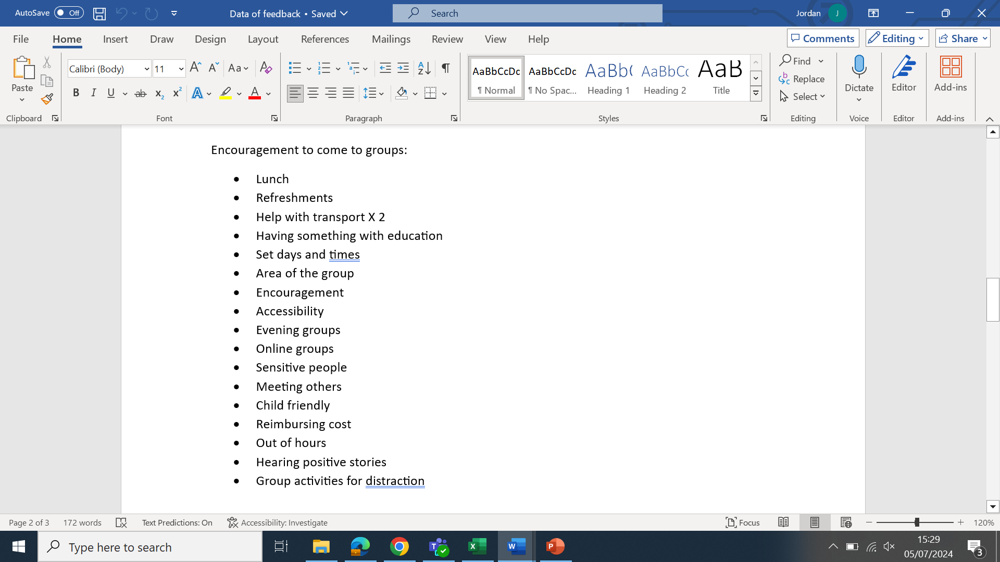 AutoSave Off Data of feedback • Saved Search Jordan J
File Home Insert Draw Design Layout References Mailings Review View Help Comments Editing Share
Paste
Calibri (Body) 11 A A Aa A
B I U ab x2 x2 A A
AaBbCcDc AaBbCcDc AaBb( AaBbCc AaB
¶ Normal ¶ No Spac... Heading 1 Heading 2 Title
Find
Replace
Select
Dictate Editor Add-ins
Clipboard Font Paragraph Styles Editing Voice Editor Add-ins
Encouragement to come to groups:
• Lunch
• Refreshments
• Help with transport X 2
• Having something with education
• Set days and times
• Area of the group
• Encouragement
• Accessibility
• Evening groups
• Online groups
• Sensitive people
• Meeting others
• Child friendly
• Reimbursing cost
• Out of hours
• Hearing positive stories
• Group activities for distraction
Page 2 of 3 172 words Text Predictions: On Accessibility: Investigate Focus 120%
Type here to search
15:29
05/07/2024
3